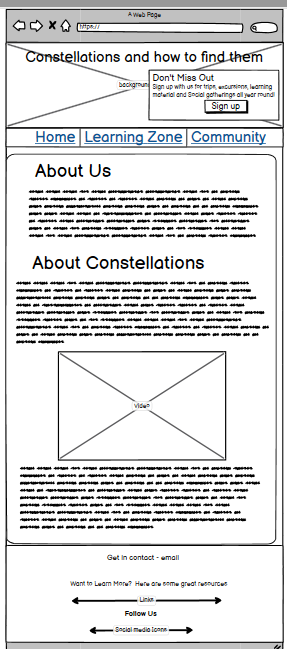 A Web Page
https://
Constellations and how to find them
background
Don't Miss Out
Sign up with us for trips, excursions, learning
material and Social gatherings all year round!
Sign up
Home Learning Zone Community
About Us
About Constellations
Video
Get in contact - email
Want to Learn More? Here are some great resources
Links
Follow Us
Social media Icons